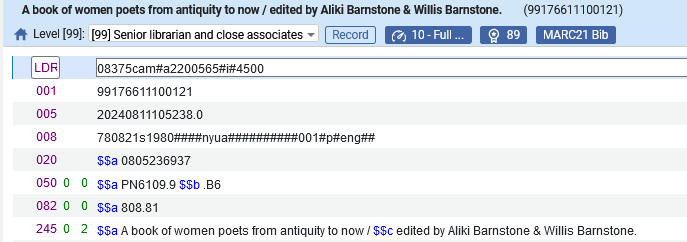 A book of women poets from antiquity to now / edited by Aliki Barnstone & Willis Barnstone. (99176611100121)
Level [99]: [99] Senior librarian and close associates Record 10 - Full ... 89 MARC21 Bib
LDR 08375cam#a2200565#i#4500
001 99176611100121
005 20240811105238.0
008 780821s1980####nyua##########001#p#eng##
020 $$a 0805236937
050 0 0 $$a PN6109.9 $$b .B6
082 0 0 $$a 808.81
245 0 2 $$a A book of women poets from antiquity to now / $$c edited by Aliki Barnstone & Willis Barnstone.